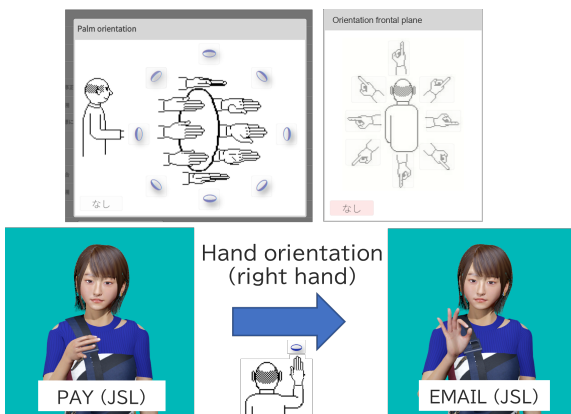 Palm orientation
Orientation frontal plane
なし
なし
Hand orientation
(right hand)
PAY (JSL)
EMAIL (JSL)